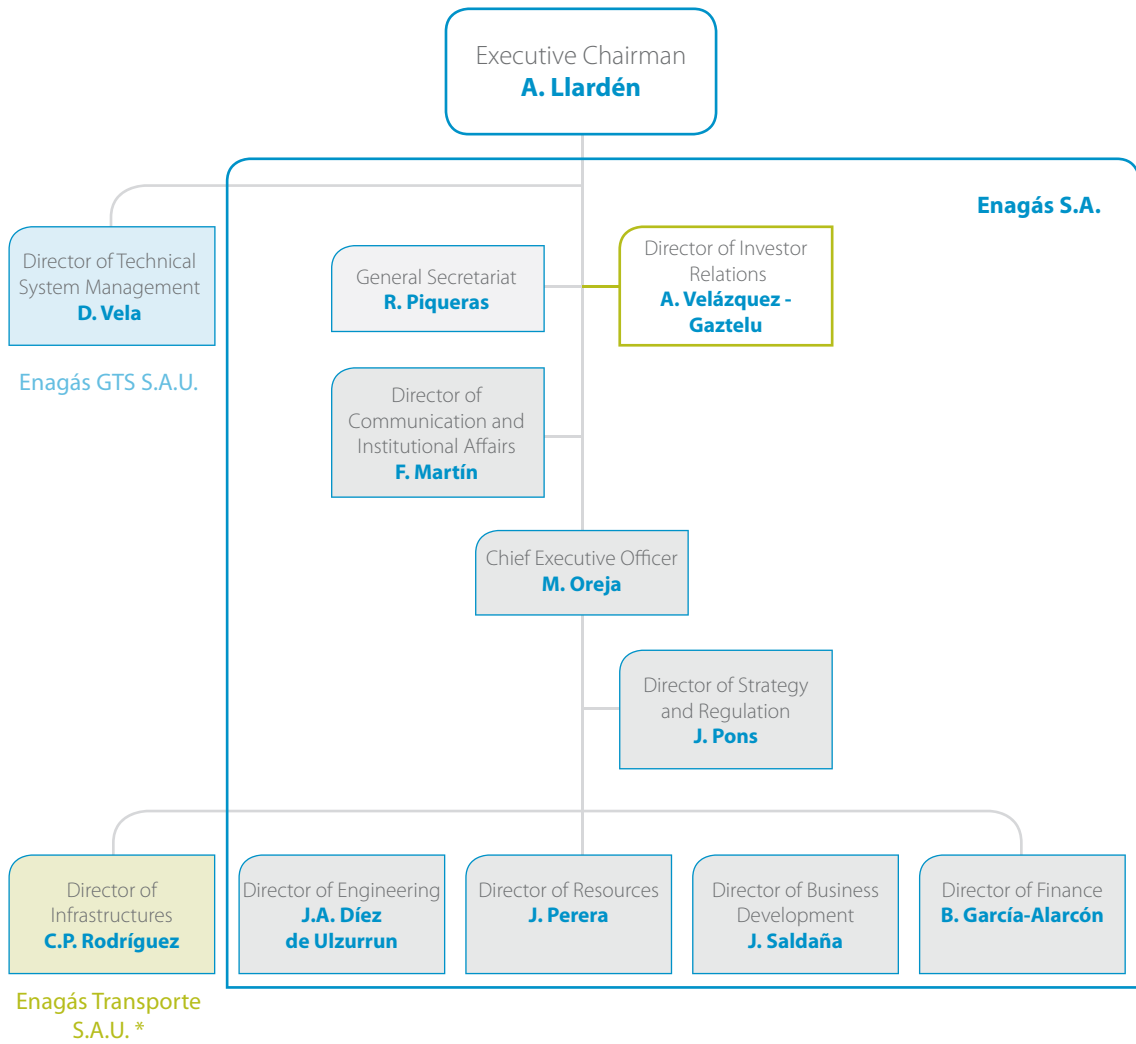 Executive Chairman
A. Llardén
Enagás S.A.
Director of Technical
System Management
D. Vela
Enagás GTS S.A.U.
General Secretariat
R. Piqueras
Director of Investor
Relations
A. Velázquez -
Gaztelu
Director of
Communication and
Institutional Affairs
F. Martín
Chief Executive Officer
M. Oreja
Director of Strategy
and Regulation
J. Pons
Director of
Infrastructures
C.P. Rodríguez
Enagás Transporte
S.A.U. *
Director of Engineering
J.A. Díez
de Ulzurrun
Director of Resources
J. Perera
Director of Business
Development
J. Saldaña
Director of Finance
B. García-Alarcón